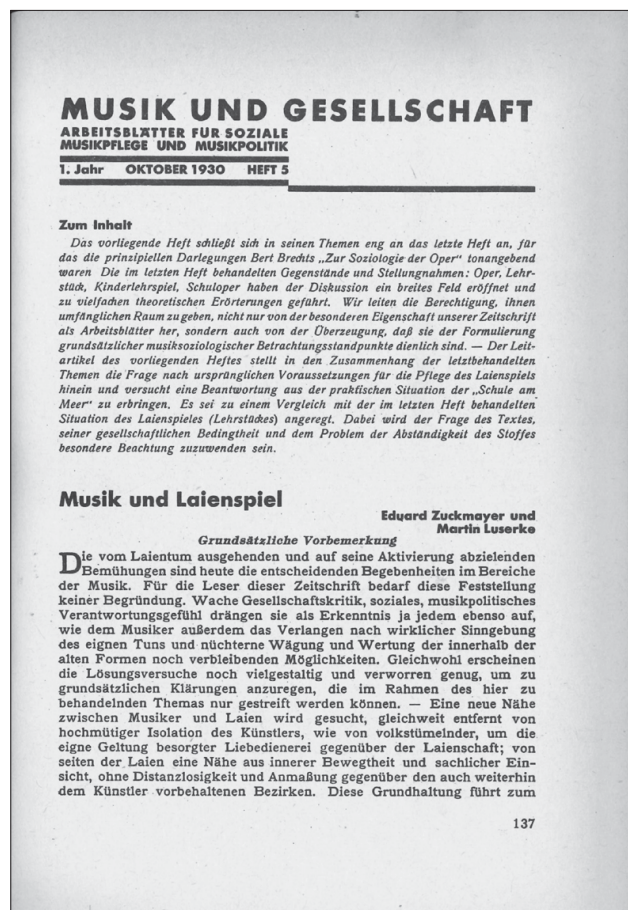 MUSIK UND GESELLSCHAFT
ARBEITSBLÄTTER FÜR SOZIALE
MUSIKPFLEGE UND MUSIKPOLITIK
1. Jahr OKTOBER 1930 HEFT 5
Zum Inhalt
Das vorliegende Heft schließt sich in seinen Themen eng an das letzte Heft an, für
das die prinzipiellen Darlegungen Bert Brechts „Zur Soziologie der Oper“ tonangebend
waren Die im letzten Heft behandelten Gegenstände und Stellungnahmen: Oper, Lehr-
stück, Kinderlehrspiel, Schuloper haben der Diskussion ein breites Feld eröffnet und
zu vielfachen theoretischen Erörterungen geführt. Wir leiten die Berechtigung, ihnen
umfänglichen Raum zu geben, nicht nur von der besonderen Eigenschaft unserer Zeitschrift
als Arbeitsblätter her, sondern auch von der Überzeugung, daß sie der Formulierung
grundsätzlicher musiksoziologischer Betrachtungsstandpunkte dienlich sind. — Der Leit-
artikel des vorliegenden Heftes stellt in den Zusammenhang der letztbehandelten
Themen die Frage nach ursprünglichen Voraussetzungen für die Pflege des Laienspiels
hinein und versucht eine Beantwortung aus der praktischen Situation der „Schule am
Meer“ zu erbringen. Es sei zu einem Vergleich mit der im letzten Heft behandelten
Situation des Laienspieles (Lehrstückes) angeregt. Dabei wird der Frage des Textes,
seiner gesellschaftlichen Bedingtheit und dem Problem der Abständigkeit des Stoffes
besondere Beachtung zuzuwenden sein.
Musik und Laienspiel
Eduard Zuckmayer und
Martin Luserke
Grundsätzliche Vorbemerkung
Die vom Laientum ausgehenden und auf seine Aktivierung abzielenden
Bemühungen sind heute die entscheidenden Begebenheiten im Bereiche
der Musik. Für die Leser dieser Zeitschrift bedarf diese Feststellung
keiner Begründung. Wache Gesellschaftskritik, soziales, musikpolitisches
Verantwortungsgefühl drängen sie als Erkenntnis ja jedem ebenso auf,
wie dem Musiker außerdem das Verlangen nach wirklicher Sinngebung
des eignen Tuns und nüchterne Wägung und Wertung der innerhalb der
alten Formen noch verbleibenden Möglichkeiten. Gleichwohl erscheinen
die Lösungsversuche noch vielgestaltig und verworren genug, um zu
grundsätzlichen Klärungen anzuregen, die im Rahmen des hier zu
behandelnden Themas nur gestreift werden können. — Eine neue Nähe
zwischen Musiker und Laien wird gesucht, gleichweit entfernt von
hochmütiger Isolation des Künstlers, wie von volkstümelnder, um die
eigne Geltung besorgter Liebedienerei gegenüber der Laienschaft; von
seiten der Laien eine Nähe aus innerer Bewegtheit und sachlicher Ein-
sicht, ohne Distanzlosigkeit und Anmaßung gegenüber den auch weiterhin
dem Künstler vorbehaltenen Bezirken. Diese Grundhaltung führt zum
137